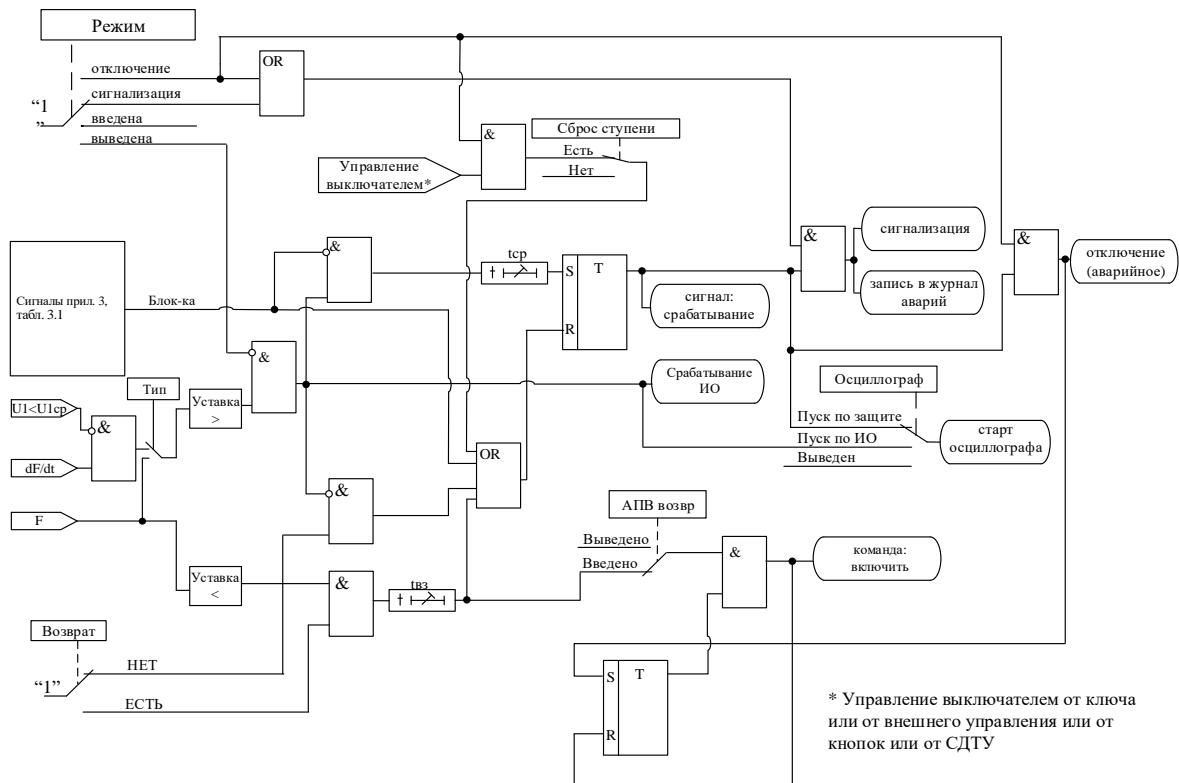 Режим
отключение
OR
сигнализация
“1
”
введена
выведена
&
Сброс ступени
Есть
Нет
Управление
выключателем*
&
сигнализация
&
отключение
(аварийное)
запись в журнал
аварий
&
tср
S
T
R
Сигналы прил. 3,
табл. 3.1
Блок-ка
сигнал:
срабатывание
&
Срабатывание
ИО
Осциллограф
Тип
Уставка
>
U1<U1ср
&
Пуск по защите
Пуск по ИО
Выведен
старт
осциллографа
OR
dF/dt
&
F
АПВ возвр
Выведено
Введено
&
команда:
включить
Уставка
<
&
tвз
Возврат
“1”
НЕТ
ЕСТЬ
S
T
R
* Управление выключателем от ключа
или от внешнего управления или от
кнопок или от СДТУ